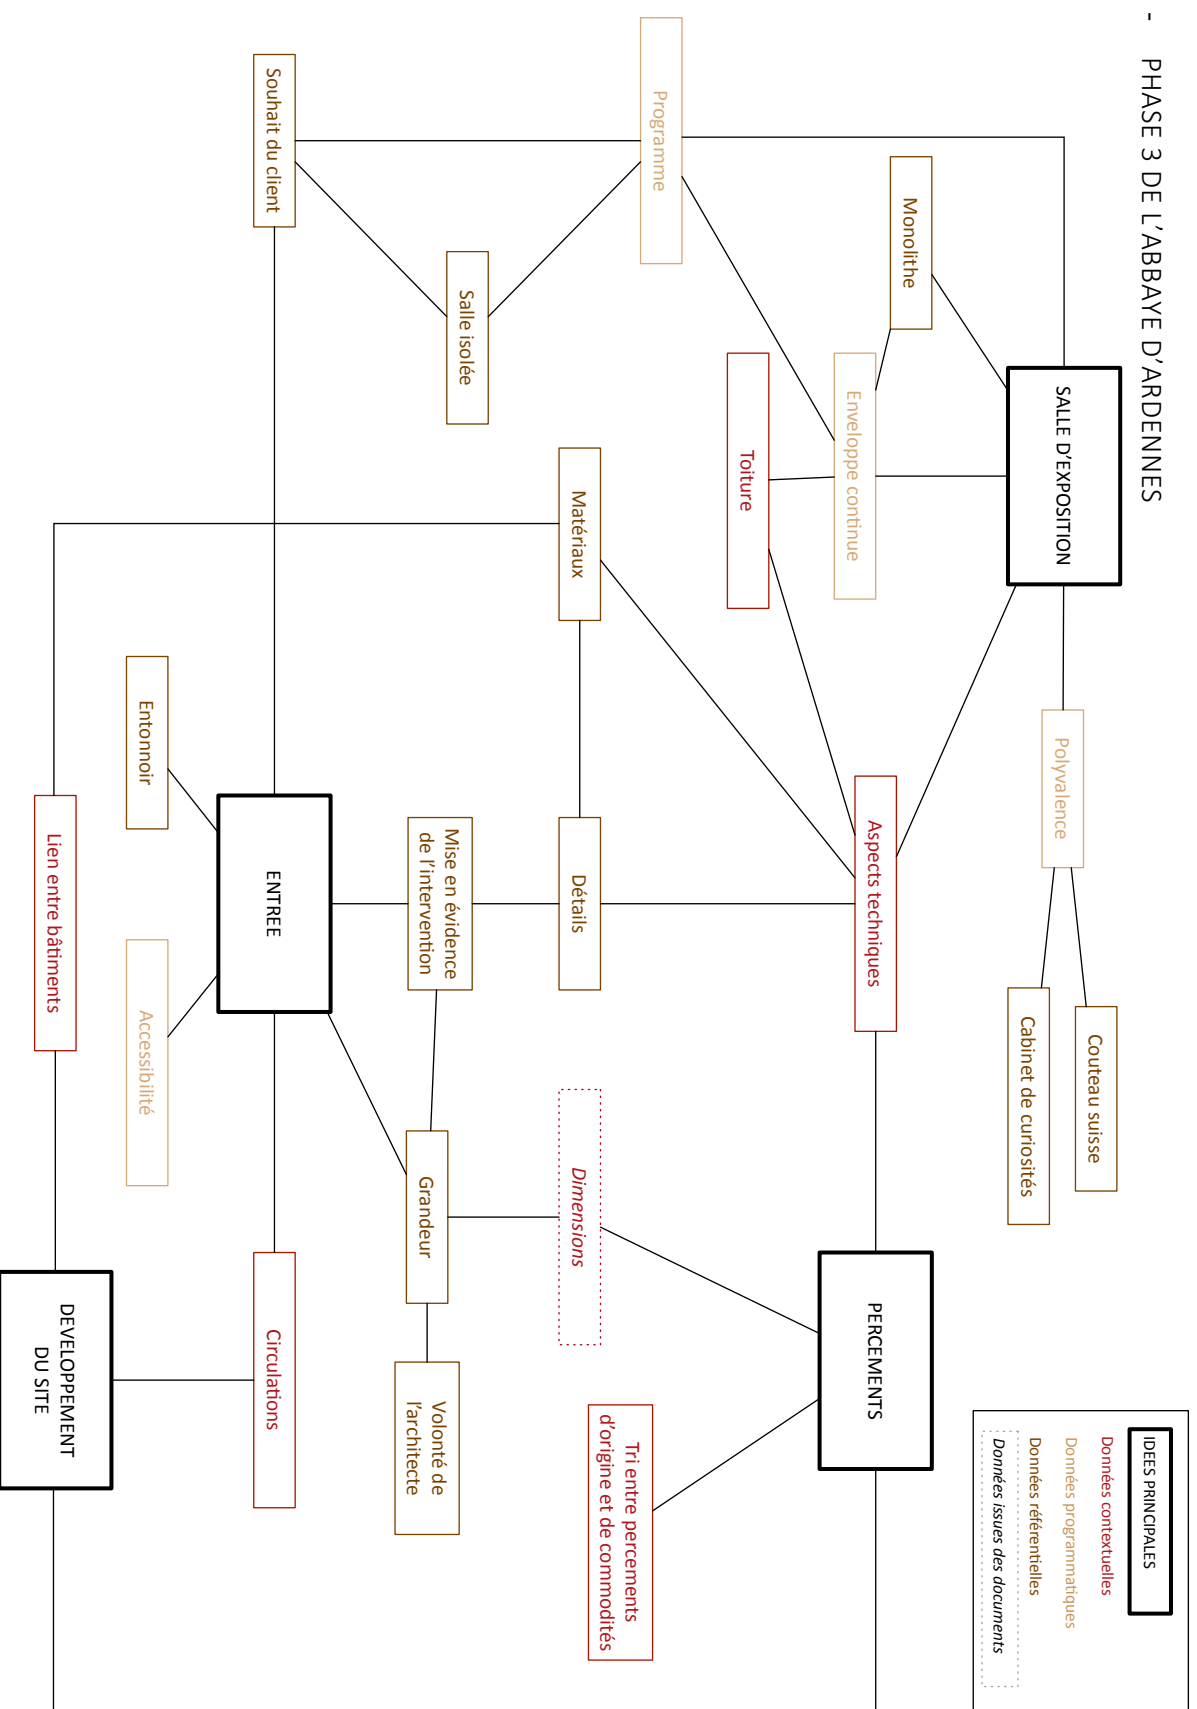 - PHASE 3 DE L'ABBAYE D'ARDENNES
IDEES PRINCIPALES
Données contextuelles
Données programmatiques
Données référentielles
Données issues des documents
SALLE D'EXPOSITION
Polyvalence
Couteau suisse
Cabinet de curiosités
Monolithe
Enveloppe continue
Aspects techniques
PERCEMENTS
Toiture
Programme
Matériaux
Détails
Dimensions
Tri entre percements
d'origine et de commodités
Salle isolée
Mise en évidence
de l'intervention
Grandeur
Volonté de
l'architecte
Souhait du client
ENTREE
Circulations
Entonnoir
Accessibilité
Lien entre bâtiments
DEVELOPPEMENT
DU SITE